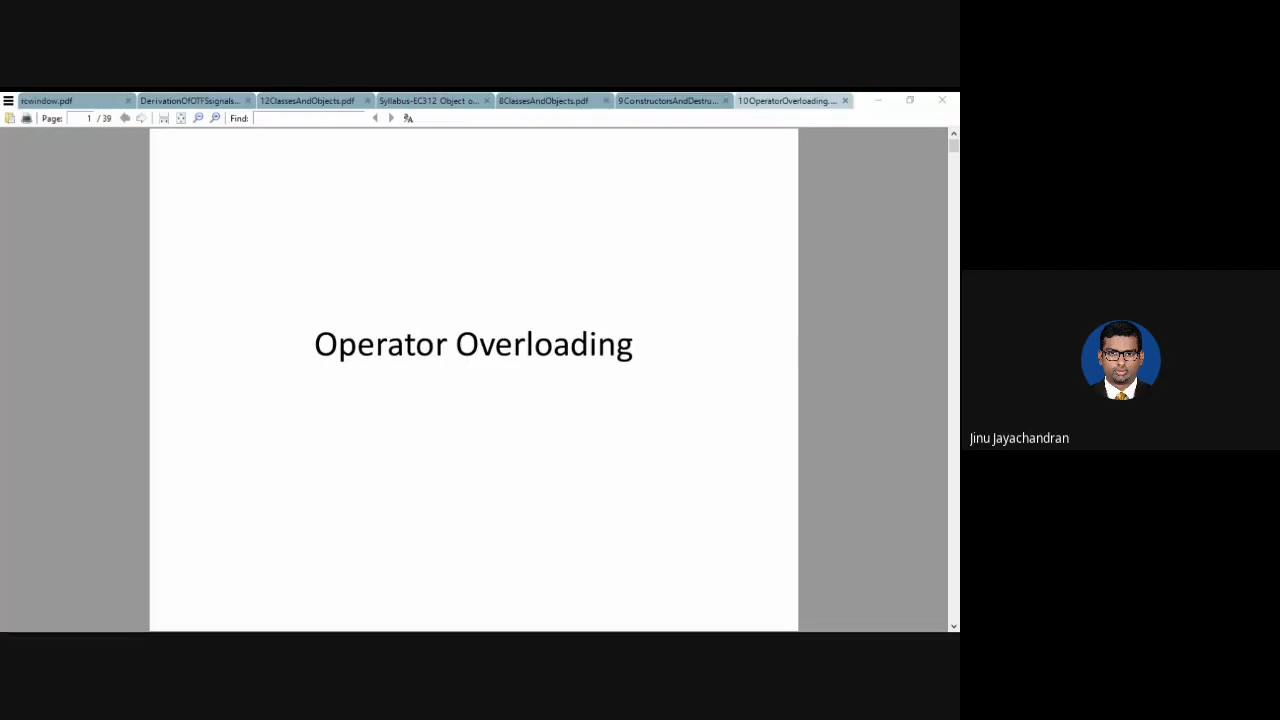 rcwindow.pdf
DerivationOfOTFSsignals...
12ClassesAndObjects.pdf
Syllabus-EC312 Object o...
8ClassesAndObjects.pdf
9ConstructorsAndDestru...
10OperatorOverloading....
Page: 1 / 39
Find:
Operator Overloading
Jinu Jayachandran